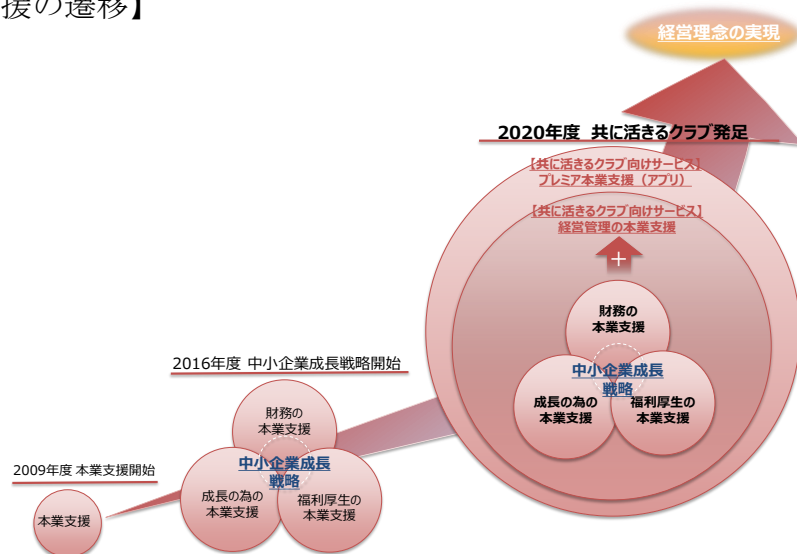 援の遷移】
経営理念の実現
2020年度 共に活きるクラブ発足
【共に活きるクラブ向けサービス】
プレミア本業支援（アプリ）
【共に活きるクラブ向けサービス】
経営管理の本業支援
＋
財務の
本業支援
中小企業成長
戦略
成長の為の
本業支援
福利厚生の
本業支援
2016年度 中小企業成長戦略開始
財務の
本業支援
中小企業成長
戦略
成長の為の
本業支援
福利厚生の
本業支援
2009年度 本業支援開始
本業支援